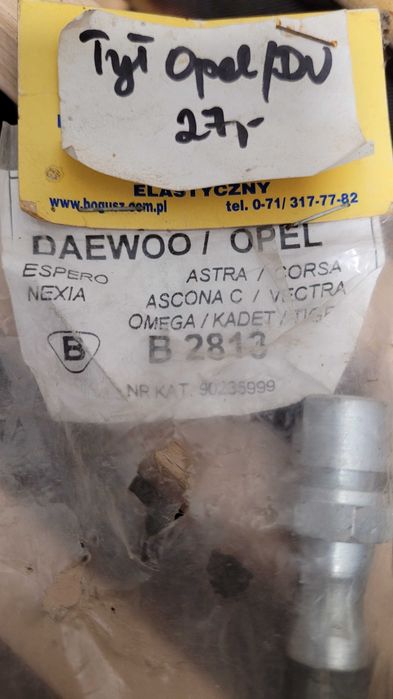 Tył Opel/DU
27,-
ELASTYCZNY
www.bogusz.com.pl tel. 0-71/ 317-77-82
DAEWOO / OPEL
ESPERO ASTRA / CORSA
NEXIA ASCONA C / VECTRA
OMEGA / KADET / TIGE
B B 2813
NR KAT. 90235999